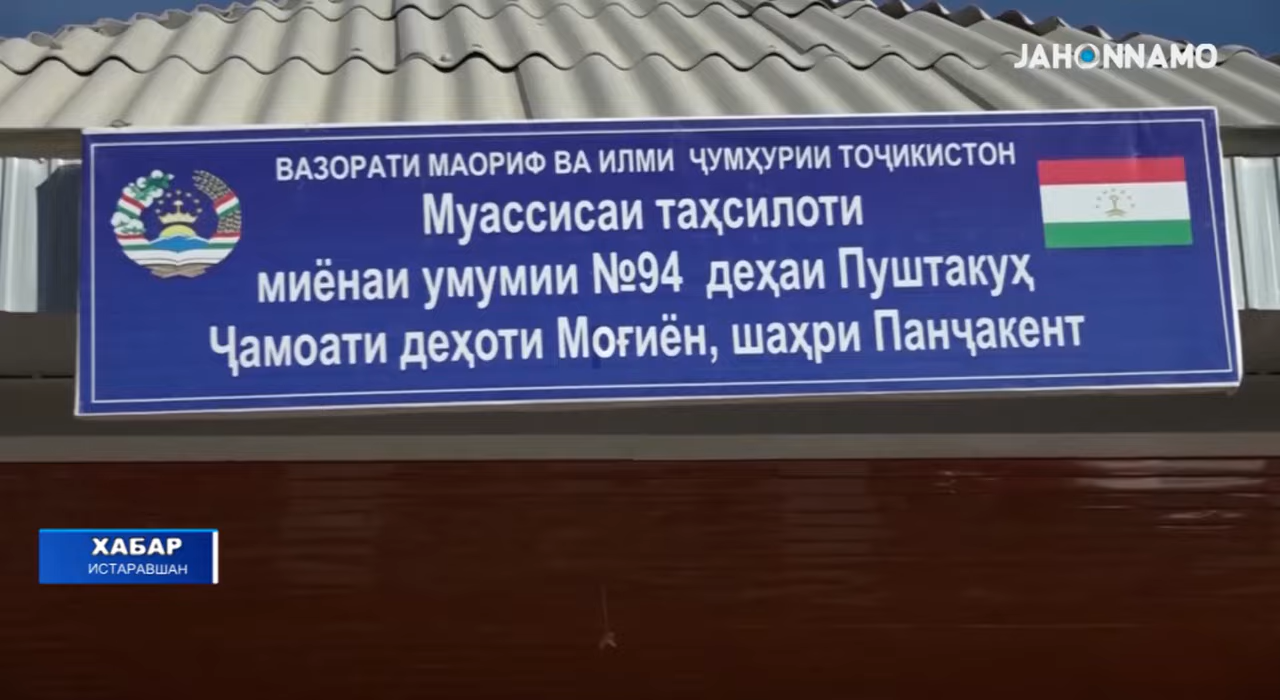 JAHONNAMO
ВАЗОРАТИ МАОРИФ ВА ИЛМИ ҶУМҲУРИИ ТОҶИКИСТОН
Муассисаи таҳсилоти
миёнаи умумии №94 деҳаи Пуштакуҳ
Ҷамоати деҳоти Моғиён, шаҳри Панҷакент
ХАБАР
ИСТАРАВШАН